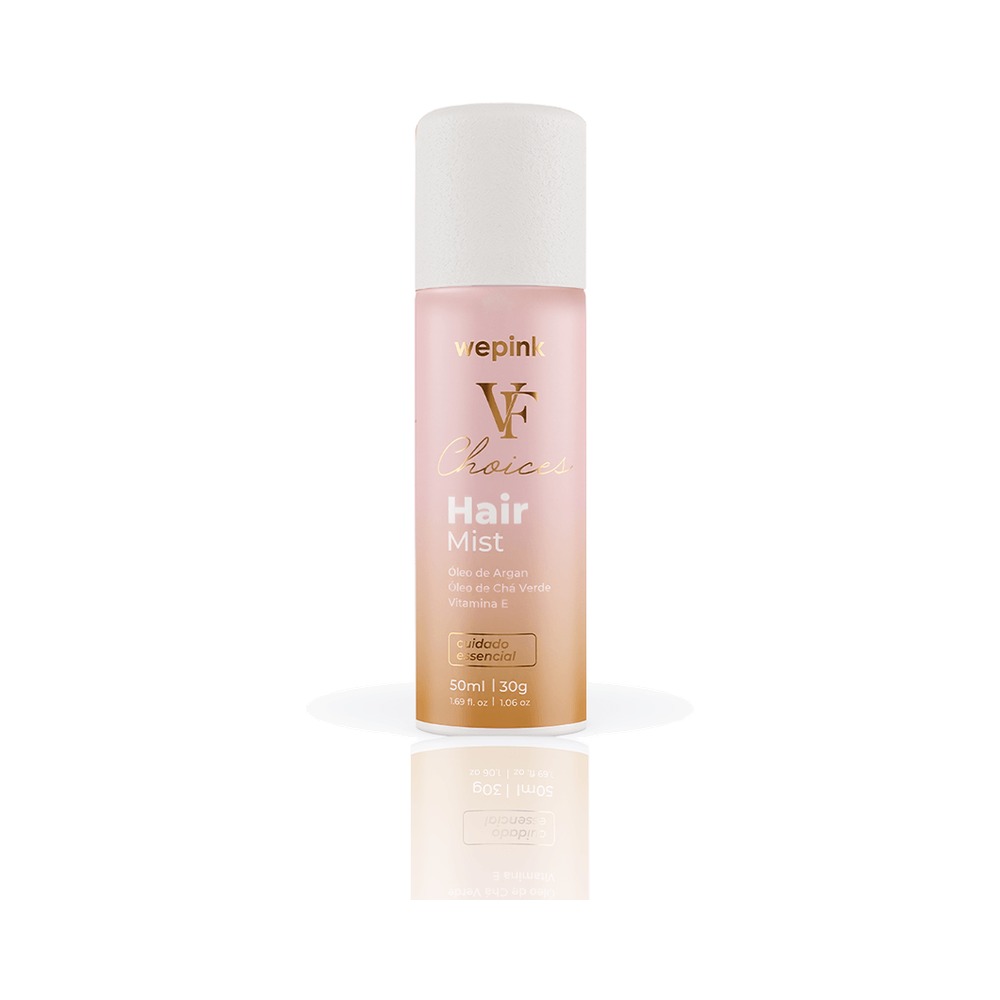 wepink
VF
Choices
Hair
Mist
Óleo de Argan
Óleo de Chá Verde
Vitamina E
cuidado
essencial
50ml | 30g
1.69 fl. oz | 1,06 oz